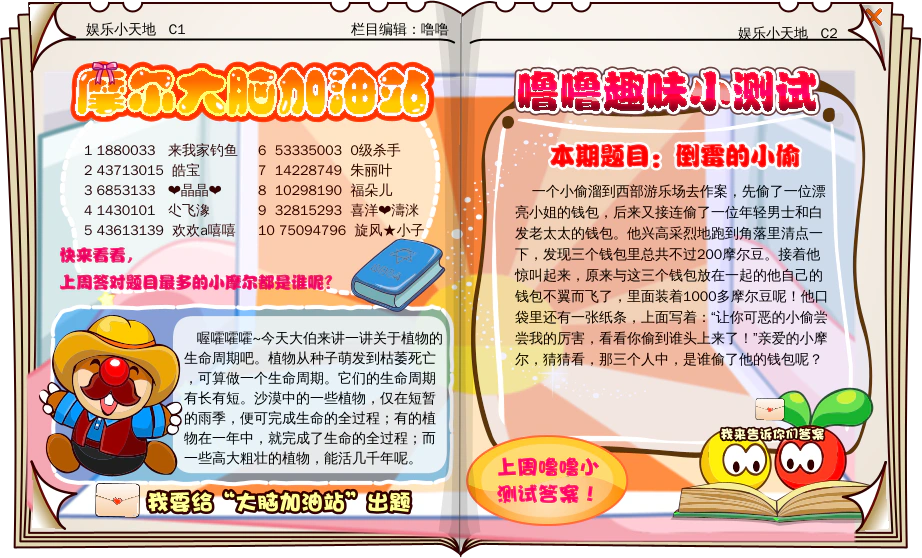 娱乐小天地 C1
栏目编辑：噜噜
摩尔大脑加油站
1 1880033 来我家钓鱼
2 43713015 皓宝
3 6853133 ❤晶晶❤
4 1430101 尐飞潒
5 43613139 欢欢a嘻嘻
6 53335003 0级杀手
7 14228749 朱丽叶
8 10298190 福朵儿
9 32815293 喜洋❤濤洣
10 75094796 旋风★小子
快来看看，
上周答对题目最多的小摩尔都是谁呢？
喔嚯嚯嚯~今天大伯来讲一讲关于植物的
生命周期吧。植物从种子萌发到枯萎死亡
，可算做一个生命周期。它们的生命周期
有长有短。沙漠中的一些植物，仅在短暂
的雨季，便可完成生命的全过程；有的植
物在一年中，就完成了生命的全过程；而
一些高大粗壮的植物，能活几千年呢。
我要给“大脑加油站”出题
娱乐小天地 C2
噜噜趣味小测试
本期题目：倒霉的小偷
一个小偷溜到西部游乐场去作案，先偷了一位漂
亮小姐的钱包，后来又接连偷了一位年轻男士和白
发老太太的钱包。他兴高采烈地跑到角落里清点一
下，发现三个钱包里总共不过200摩尔豆。接着他
惊叫起来，原来与这三个钱包放在一起的他自己的
钱包不翼而飞了，里面装着1000多摩尔豆呢！他口
袋里还有一张纸条，上面写着：“让你可恶的小偷尝
尝我的厉害，看看你偷到谁头上来了！”亲爱的小摩
尔，猜猜看，那三个人中，是谁偷了他的钱包呢？
我来告诉你们答案
上周噜噜小
测试答案！